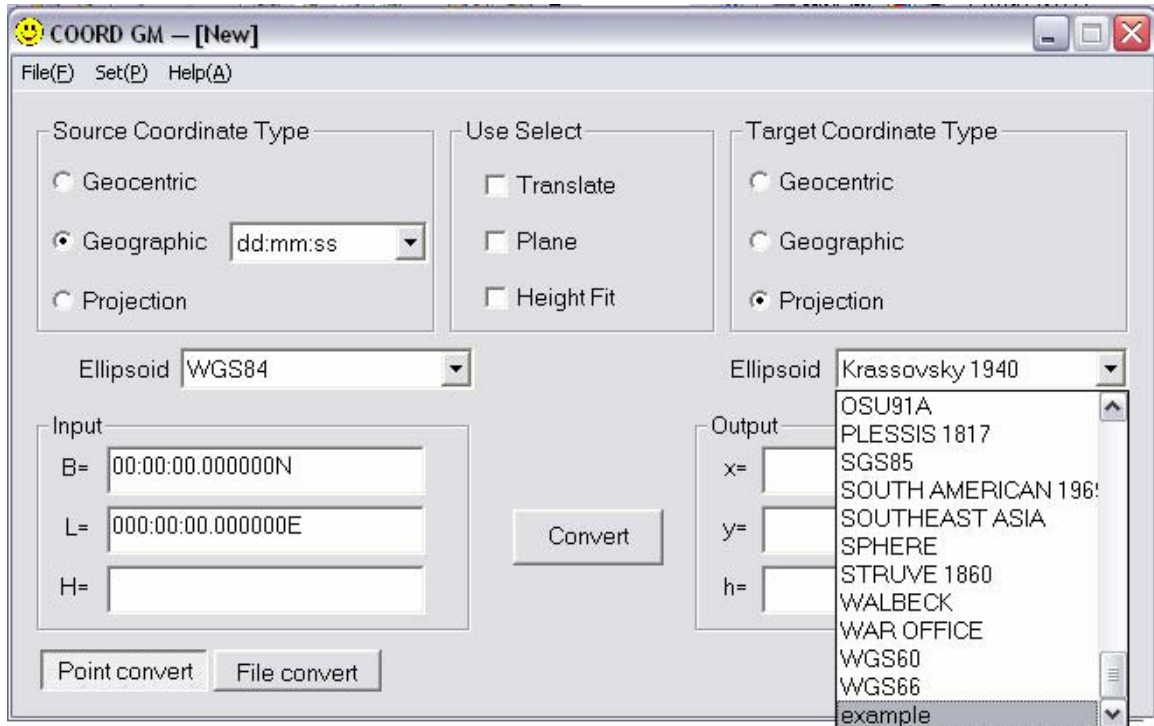 COORD GM – [New]
File(F) Set(P) Help(A)
Source Coordinate Type
Geocentric
Geographic dd:mm:ss
Projection
Use Select
Translate
Plane
Height Fit
Target Coordinate Type
Geocentric
Geographic
Projection
Ellipsoid WGS84
Ellipsoid Krassovsky 1940
Input
B= 00:00:00.000000N
L= 000:00:00.000000E
H=
Convert
Output
x=
y=
h=
OSU91A
PLESSIS 1817
SGS85
SOUTH AMERICAN 196
SOUTHEAST ASIA
SPHERE
STRUVE 1860
WALBECK
WAR OFFICE
WGS60
WGS66
example
Point convert File convert